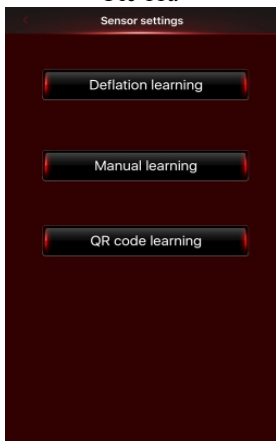 Sensor settings
Deflation learning
Manual learning
QR code learning